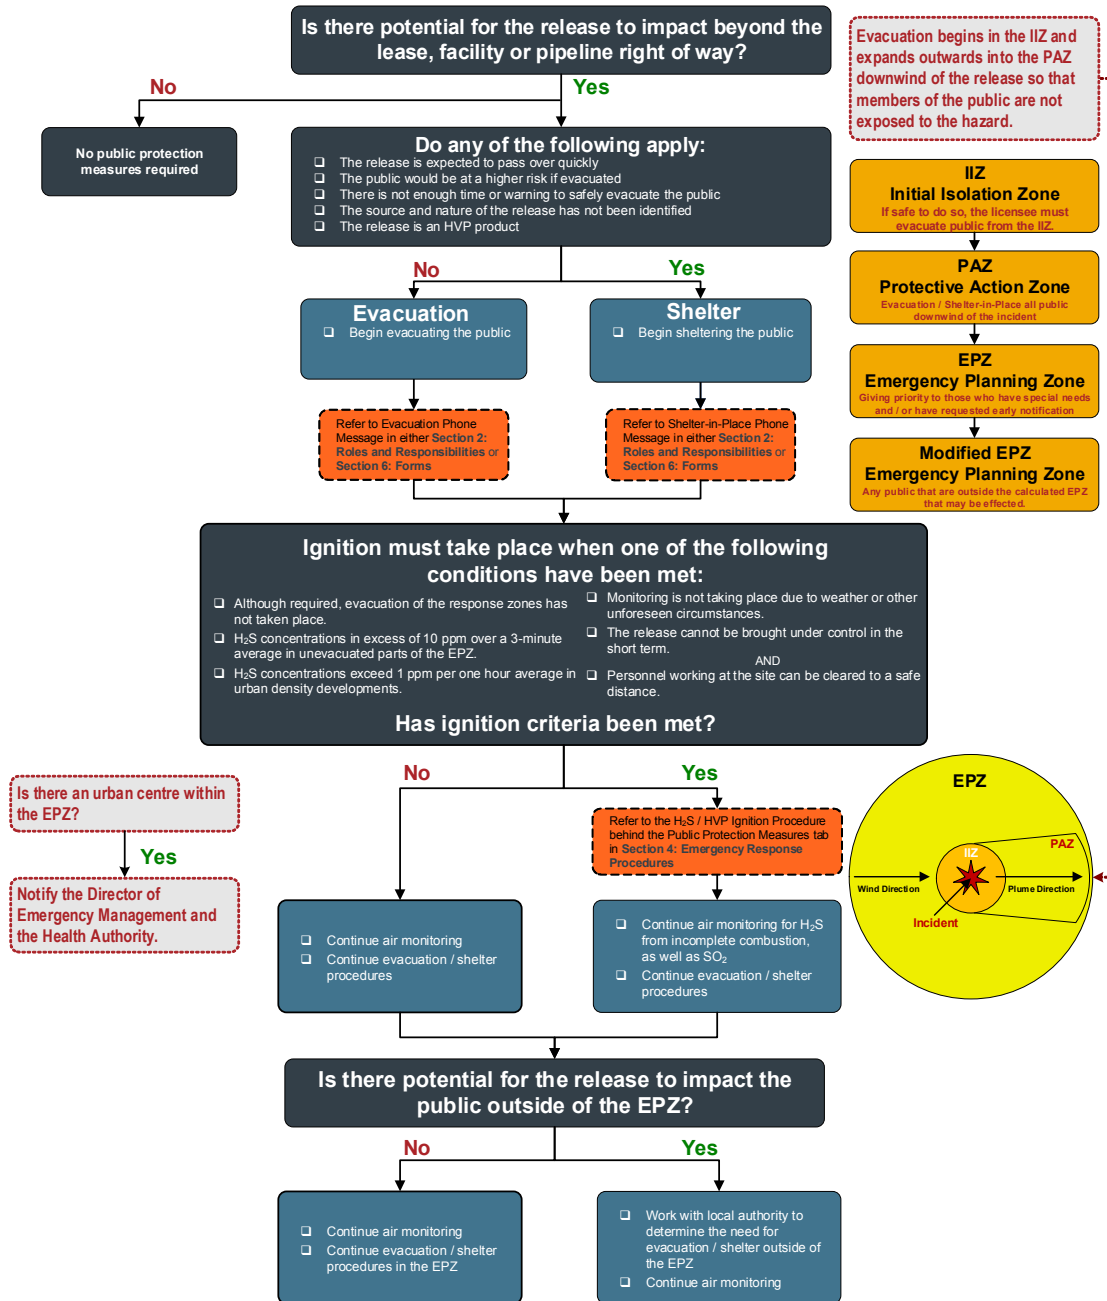 Is there potential for the release to impact beyond the
lease, facility or pipeline right of way?
No
Yes
No public protection
measures required
Do any of the following apply:
❑ The release is expected to pass over quickly
❑ The public would be at a higher risk if evacuated
❑ There is not enough time or warning to safely evacuate the public
❑ The source and nature of the release has not been identified
❑ The release is an HVP product
No
Yes
Evacuation
❑ Begin evacuating the public
Shelter
❑ Begin sheltering the public
Refer to Evacuation Phone
Message in either Section 2:
Roles and Responsibilities or
Section 6: Forms
Refer to Shelter-in-Place Phone
Message in either Section 2:
Roles and Responsibilities or
Section 6: Forms
Evacuation begins in the IIZ and
expands outwards into the PAZ
downwind of the release so that
members of the public are not
exposed to the hazard.
IIZ
Initial Isolation Zone
If safe to do so, the licensee must
evacuate public from the IIZ.
PAZ
Protective Action Zone
Evacuation / Shelter-in-Place all public
downwind of the incident
EPZ
Emergency Planning Zone
Giving priority to those who have special needs
and / or have requested early notification
Modified EPZ
Emergency Planning Zone
Any public that are outside the calculated EPZ
that may be effected.
Ignition must take place when one of the following
conditions have been met:
❑ Although required, evacuation of the response zones has
not taken place.
❑ H₂S concentrations in excess of 10 ppm over a 3-minute
average in unevacuated parts of the EPZ.
❑ H₂S concentrations exceed 1 ppm per one hour average in
urban density developments.
❑ Monitoring is not taking place due to weather or other
unforeseen circumstances.
❑ The release cannot be brought under control in the
short term.
AND
❑ Personnel working at the site can be cleared to a safe
distance.
Has ignition criteria been met?
No
Yes
Is there an urban centre within
the EPZ?
Yes
Notify the Director of
Emergency Management and
the Health Authority.
Refer to the H₂S / HVP Ignition Procedure
behind the Public Protection Measures tab
in Section 4: Emergency Response
Procedures
❑ Continue air monitoring
❑ Continue evacuation / shelter
procedures
❑ Continue air monitoring for H₂S
from incomplete combustion,
as well as SO₂
❑ Continue evacuation / shelter
procedures
EPZ
PAZ
IIZ
Wind Direction
Plume Direction
Incident
Is there potential for the release to impact the
public outside of the EPZ?
No
Yes
❑ Continue air monitoring
❑ Continue evacuation / shelter
procedures in the EPZ
❑ Work with local authority to
determine the need for
evacuation / shelter outside of
the EPZ
❑ Continue air monitoring